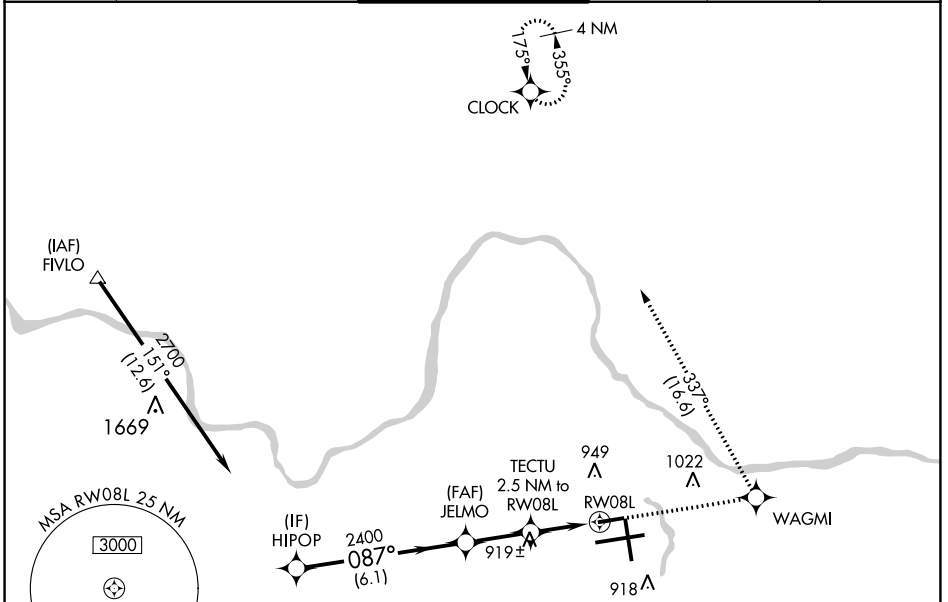 4 NM
175°
355°
CLOCK
(IAF)
FIVLO
2700
151°
(12.6)
1669
337°
(16.6)
949
1022
TECTU
2.5 NM to
RW08L
RW08L
WAGMI
(FAF)
JELMO
(IF)
HIPOP
2400
087°
(6.1)
919±
918
MSA RW08L 25 NM
3000